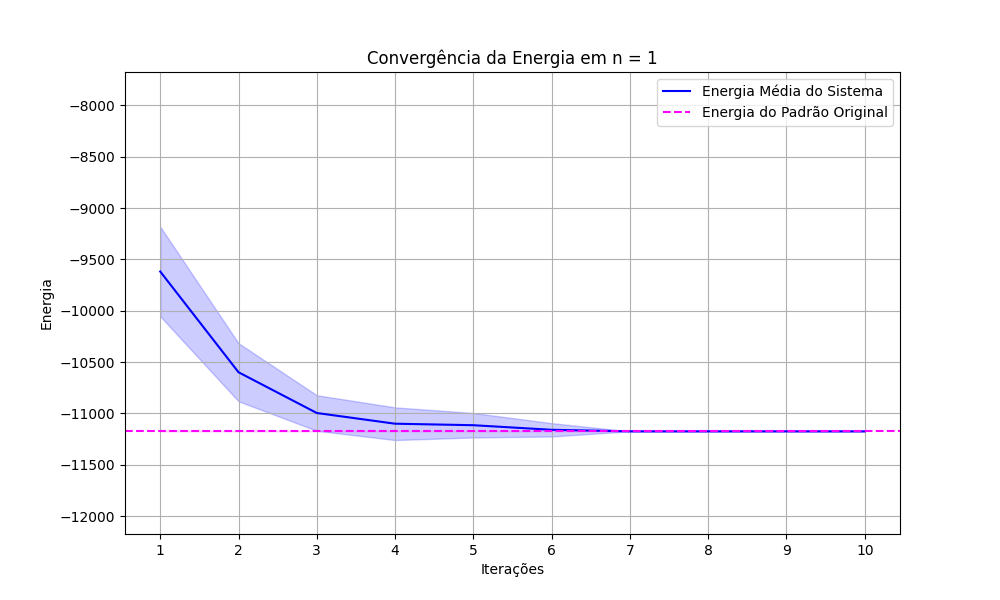 Convergência da Energia em n = 1
Energia Média do Sistema
Energia do Padrão Original
−8000
−8500
−9000
−9500
−10000
−10500
−11000
−11500
−12000
Energia
1 2 3 4 5 6 7 8 9 10
Iterações